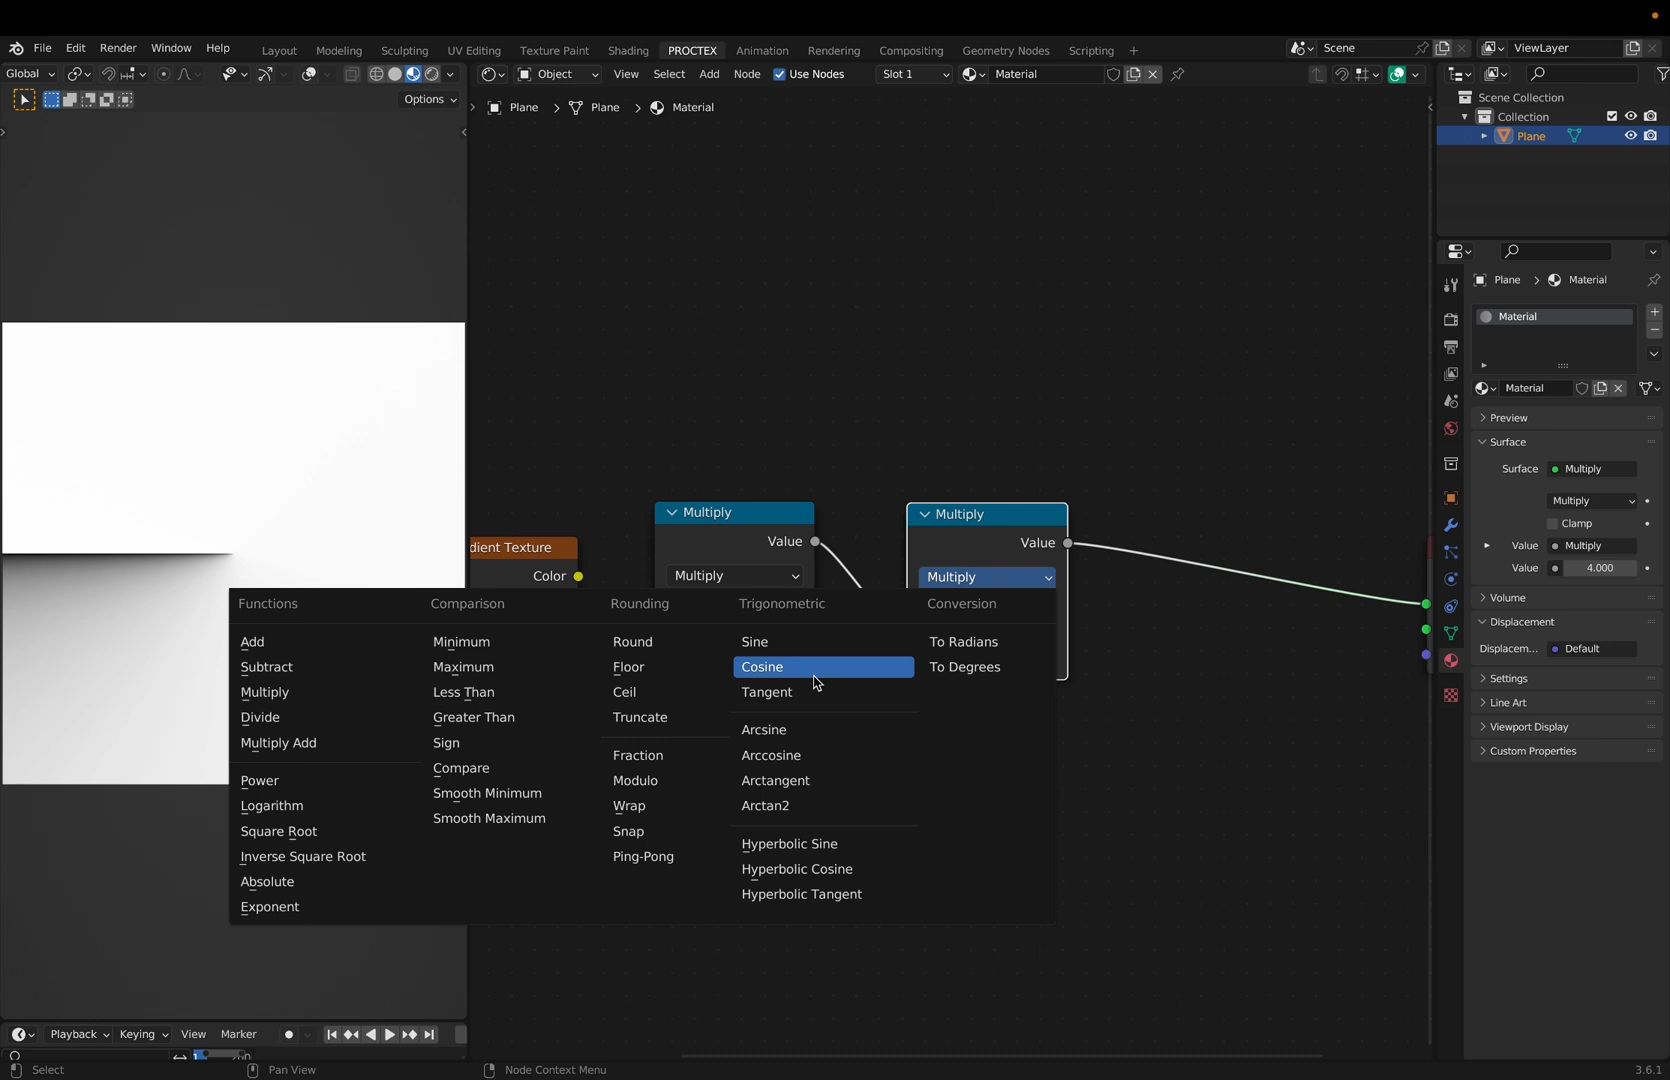 File Edit Render Window Help Layout Modeling Sculpting UV Editing Texture Paint Shading PROCTEX Animation Rendering Compositing Geometry Nodes Scripting + Scene ViewLayer
Global Object View Select Add Node Use Nodes Slot 1 Material
Options
Plane > Plane > Material
Scene Collection
Collection
Plane
Plane > Material
Material
Material
Preview
Surface
Surface Multiply
Multiply
Clamp
Value Multiply
Value 4.000
Volume
Displacement
Displacem... Default
Settings
Line Art
Viewport Display
Custom Properties
dient Texture
Color
Multiply
Value
Multiply
Multiply
Value
Multiply
Functions
Add
Subtract
Multiply
Divide
Multiply Add
Power
Logarithm
Square Root
Inverse Square Root
Absolute
Exponent
Comparison
Minimum
Maximum
Less Than
Greater Than
Sign
Compare
Smooth Minimum
Smooth Maximum
Rounding
Round
Floor
Ceil
Truncate
Fraction
Modulo
Wrap
Snap
Ping-Pong
Trigonometric
Sine
Cosine
Tangent
Arcsine
Arccosine
Arctangent
Arctan2
Hyperbolic Sine
Hyperbolic Cosine
Hyperbolic Tangent
Conversion
To Radians
To Degrees
Playback Keying View Marker
Select Pan View Node Context Menu 3.6.1